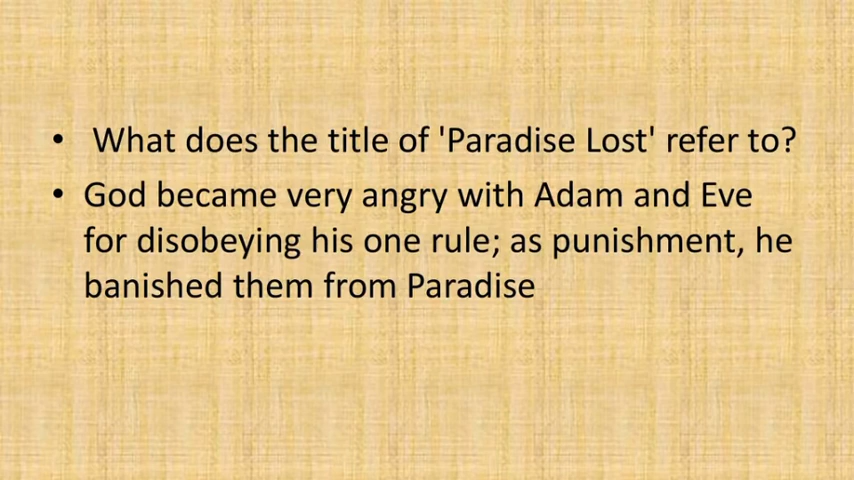 • What does the title of 'Paradise Lost' refer to?
• God became very angry with Adam and Eve
for disobeying his one rule; as punishment, he
banished them from Paradise